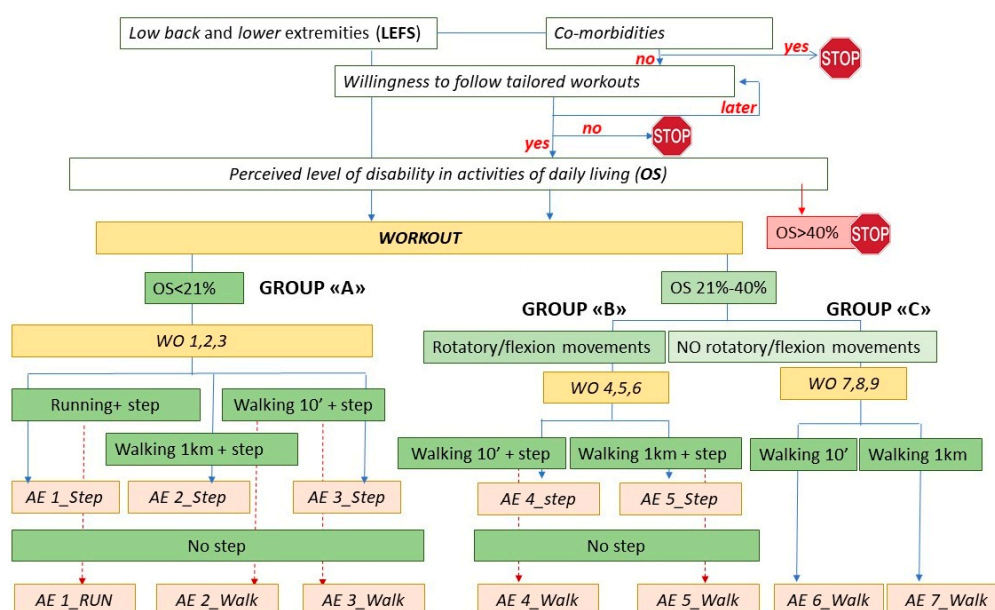 Low back and lower extremities (LEFS)
Co-morbidities
yes
STOP
no
Willingness to follow tailored workouts
later
no
STOP
yes
Perceived level of disability in activities of daily living (OS)
OS>40%
STOP
WORKOUT
OS<21%
GROUP «A»
OS 21%-40%
GROUP «B»
GROUP «C»
WO 1,2,3
Rotatory/flexion movements
NO rotatory/flexion movements
WO 4,5,6
WO 7,8,9
Running+ step
Walking 10’ + step
Walking 1km + step
Walking 10’ + step
Walking 1km + step
Walking 10’
Walking 1km
AE 1_Step
AE 2_Step
AE 3_Step
AE 4_step
AE 5_Step
No step
No step
AE 1_RUN
AE 2_Walk
AE 3_Walk
AE 4_Walk
AE 5_Walk
AE 6_Walk
AE 7_Walk